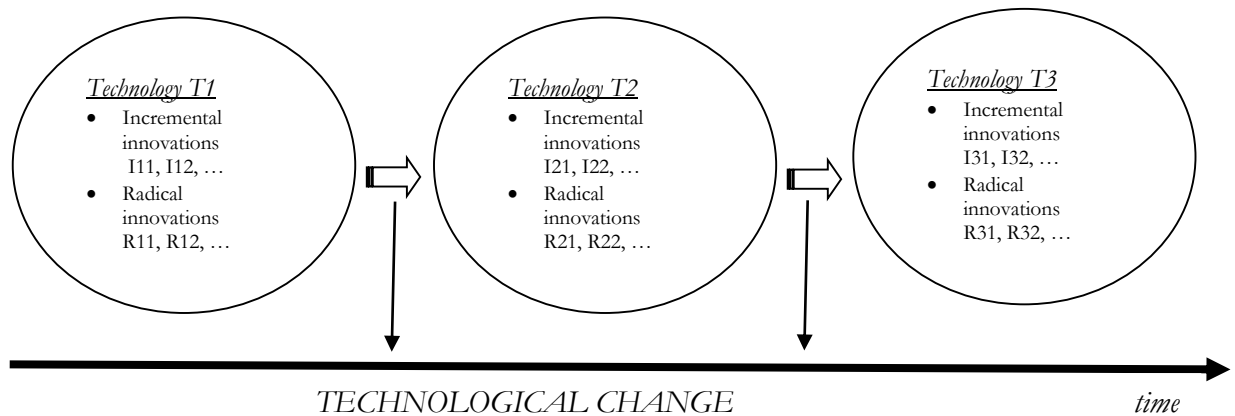 Technology T1
• Incremental
innovations
I11, I12, …
• Radical
innovations
R11, R12, …
Technology T2
• Incremental
innovations
I21, I22, …
• Radical
innovations
R21, R22, …
Technology T3
• Incremental
innovations
I31, I32, …
• Radical
innovations
R31, R32, …
TECHNOLOGICAL CHANGE
time